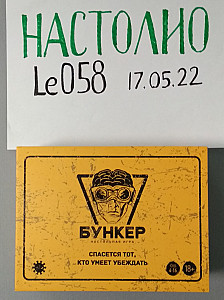 НАСТОЛИО
Le058 17.05.22
БУНКЕР
НАСТОЛЬНАЯ ИГРА
СПАСЕТСЯ ТОТ,
КТО УМЕЕТ УБЕЖДАТЬ
18+